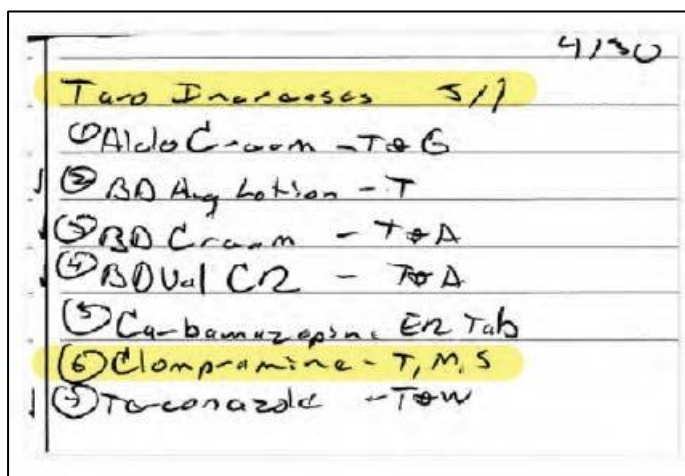 4/30
Taro Increases 5/1
① Aldo Cream - T & G
② BD Aug Lotion - T
③ BD Cream - T & A
④ BD Val CR - T & A
⑤ Carbamazepine ER Tab
⑥ Clompramine - T, M, S
⑦ Terconazole - T & W